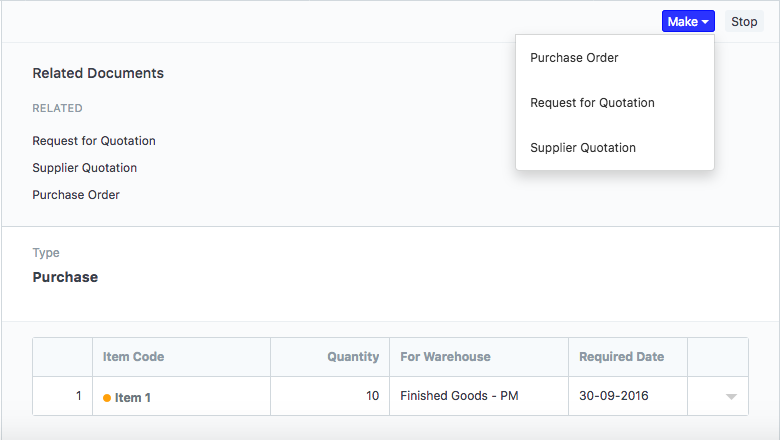 Make Stop
Purchase Order
Request for Quotation
Supplier Quotation
Related Documents
RELATED
Request for Quotation
Supplier Quotation
Purchase Order
Type
Purchase
Item Code Quantity For Warehouse Required Date
1 Item 1 10 Finished Goods - PM 30-09-2016